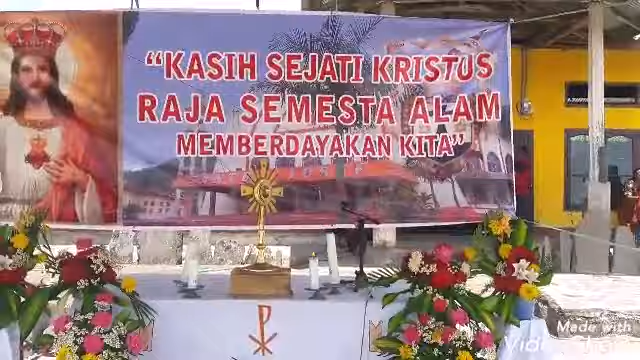 “KASIH SEJATI KRISTUS
RAJA SEMESTA ALAM
MEMBERDAYAKAN KITA”
Made with